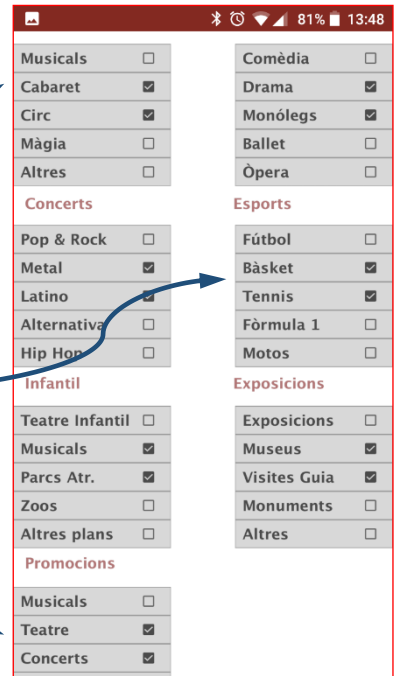 81% 13:48
Musicals
Cabaret
Circ
Màgia
Altres
Comèdia
Drama
Monólegs
Ballet
Òpera
Concerts
Esports
Pop & Rock
Metal
Latino
Alternativa
Hip Hop
Fútbol
Bàsket
Tennis
Fòrmula 1
Motos
Infantil
Exposicions
Teatre Infantil
Musicals
Parcs Atr.
Zoos
Altres plans
Exposicions
Museus
Visites Guia
Monuments
Altres
Promocions
Musicals
Teatre
Concerts